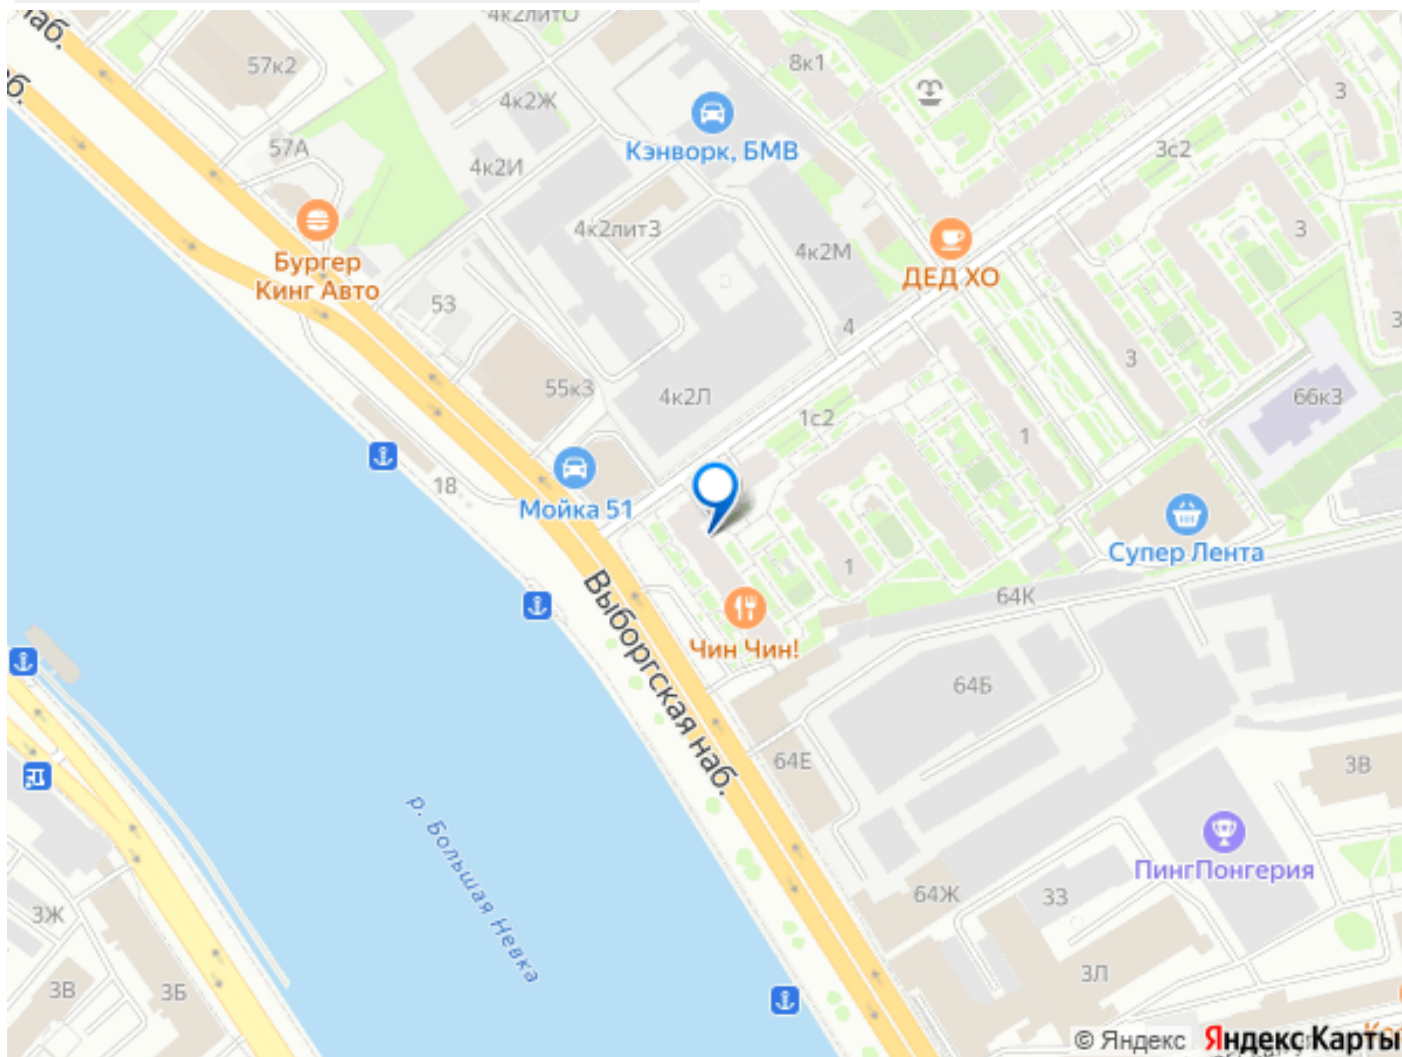 наб.
4к2литО
57к2
8к1
3
4к2Ж
Кэнворк, БМВ
57А
4к2И
3с2
Бургер
Кинг Авто
4к2лит3
4к2М
3
ДЕД ХО
53
4
3
3
55к3
4к2Л
66к3
1с2
1
18
Мойка 51
Супер Лента
1
64К
Выборгская наб.
Чин Чин!
64Б
64Е
3В
р. Большая Невка
ПингПонгерия
64Ж
33
3Ж
3Л
3В
3Б
© Яндекс
Яндекс Карты